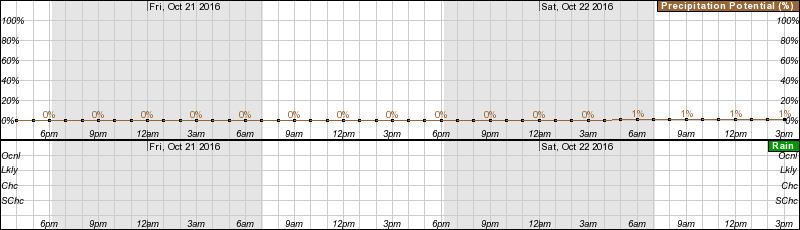 Fri, Oct 21 2016 Sat, Oct 22 2016 Precipitation Potential (%)
100% 100%
80% 80%
60% 60%
40% 40%
20% 20%
0% 0% 0% 0% 0% 0% 0% 0% 0% 0% 0% 0% 1% 1% 1% 1% 0%
6pm 9pm 12am 3am 6am 9am 12pm 3pm 6pm 9pm 12am 3am 6am 9am 12pm 3pm
Fri, Oct 21 2016 Sat, Oct 22 2016 Rain
Ocnl Ocnl
Lkly Lkly
Chc Chc
SChc SChc
6pm 9pm 12am 3am 6am 9am 12pm 3pm 6pm 9pm 12am 3am 6am 9am 12pm 3pm